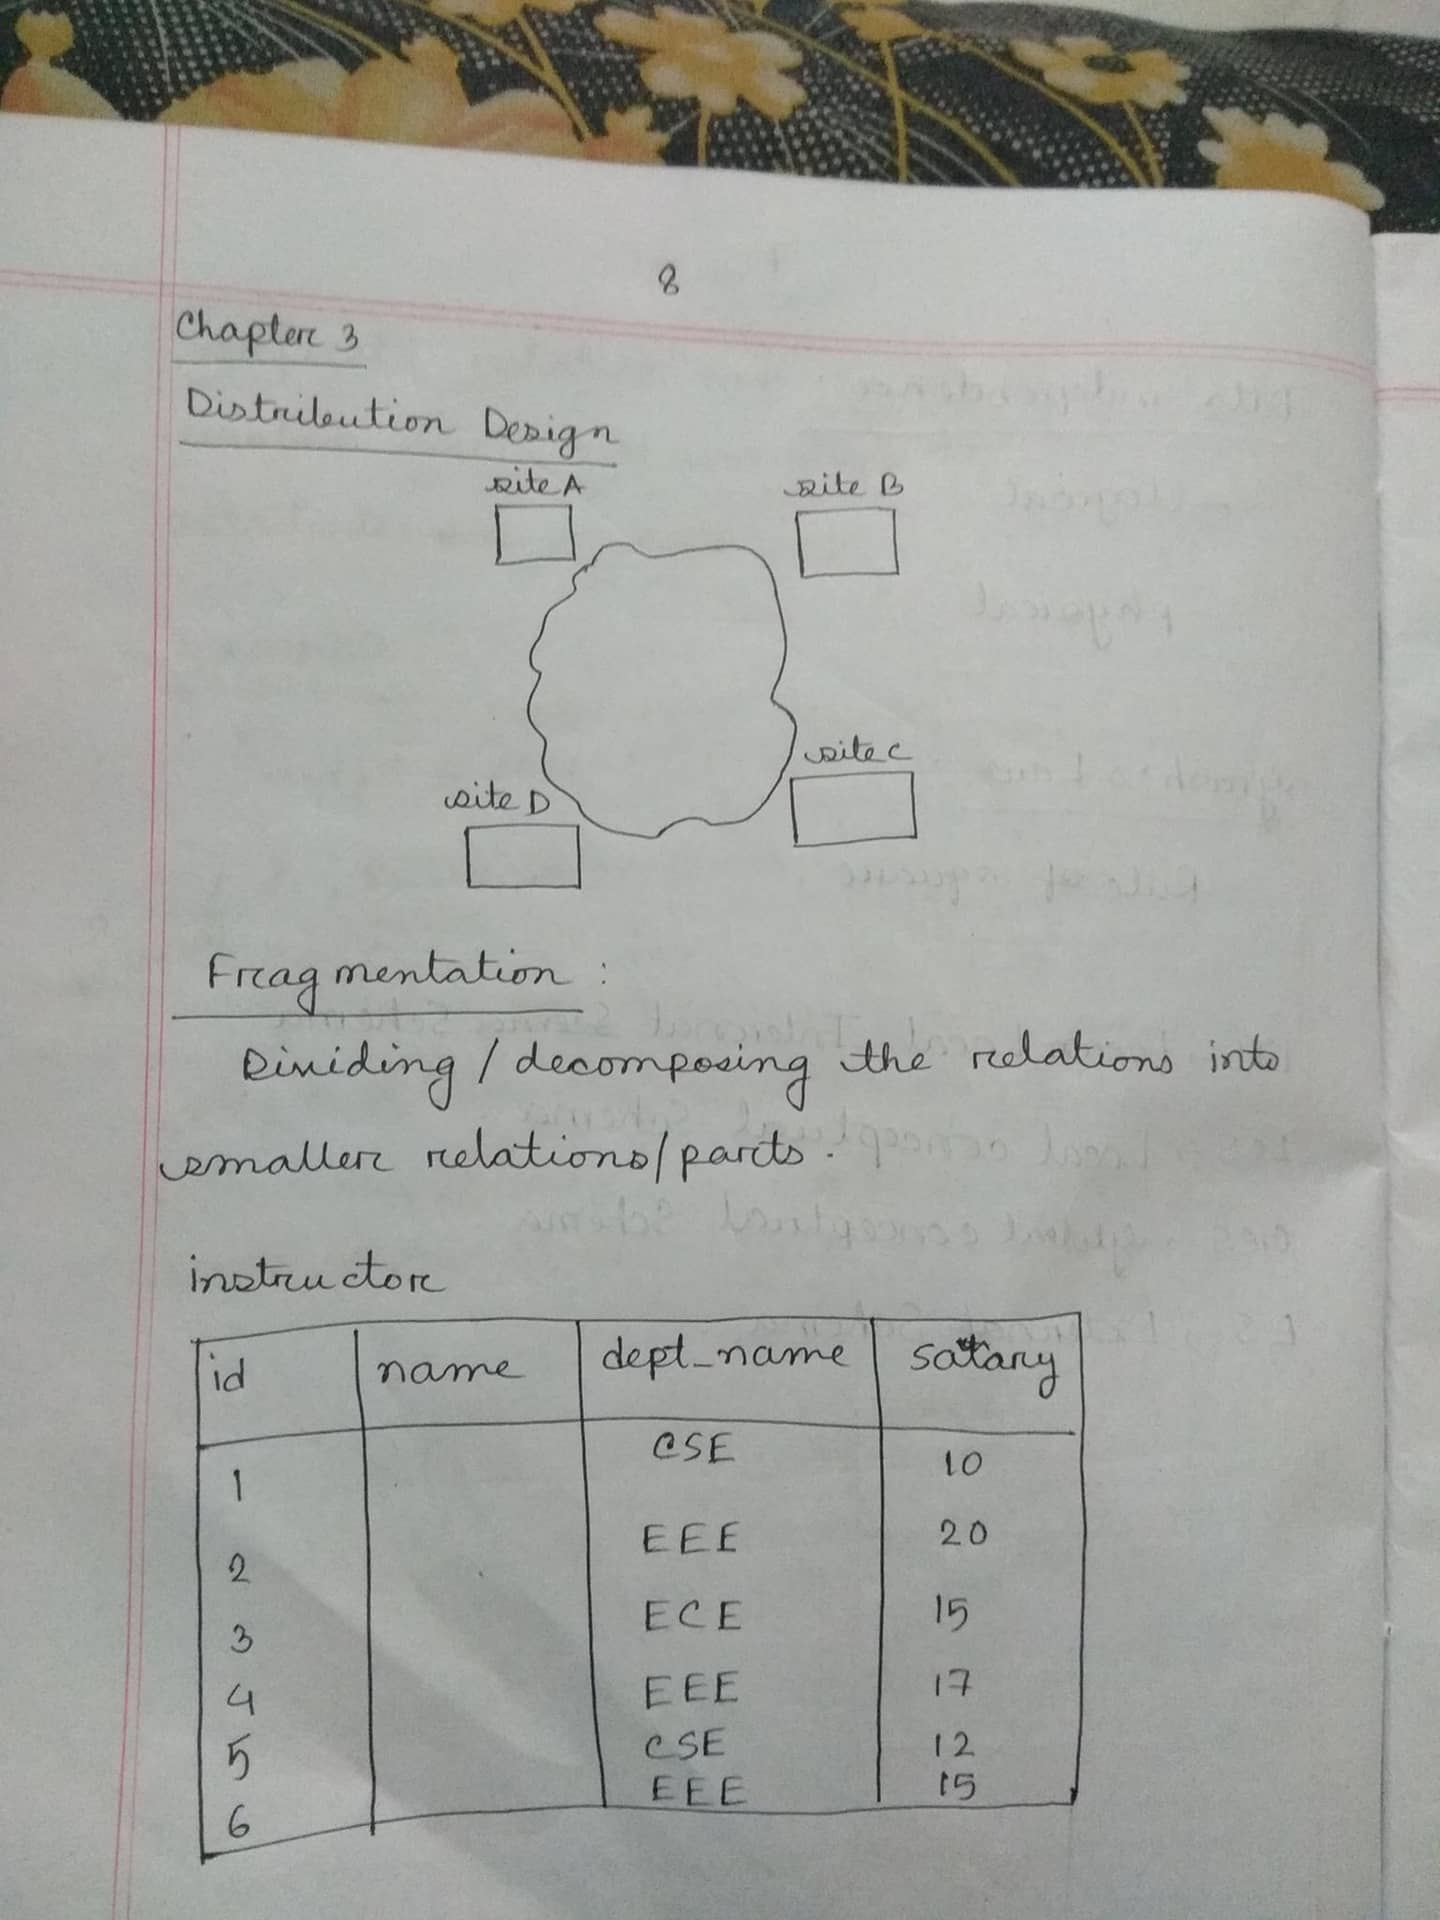 8
Chapter 3
Distribution Design
site A site B
site C
site D
Fragmentation :
Dividing / decomposing the relations into
smaller relations/parts.
instructor
id name dept_name salary
1 CSE 10
2 EEE 20
3 ECE 15
4 EEE 17
5 CSE 12
6 EEE 15